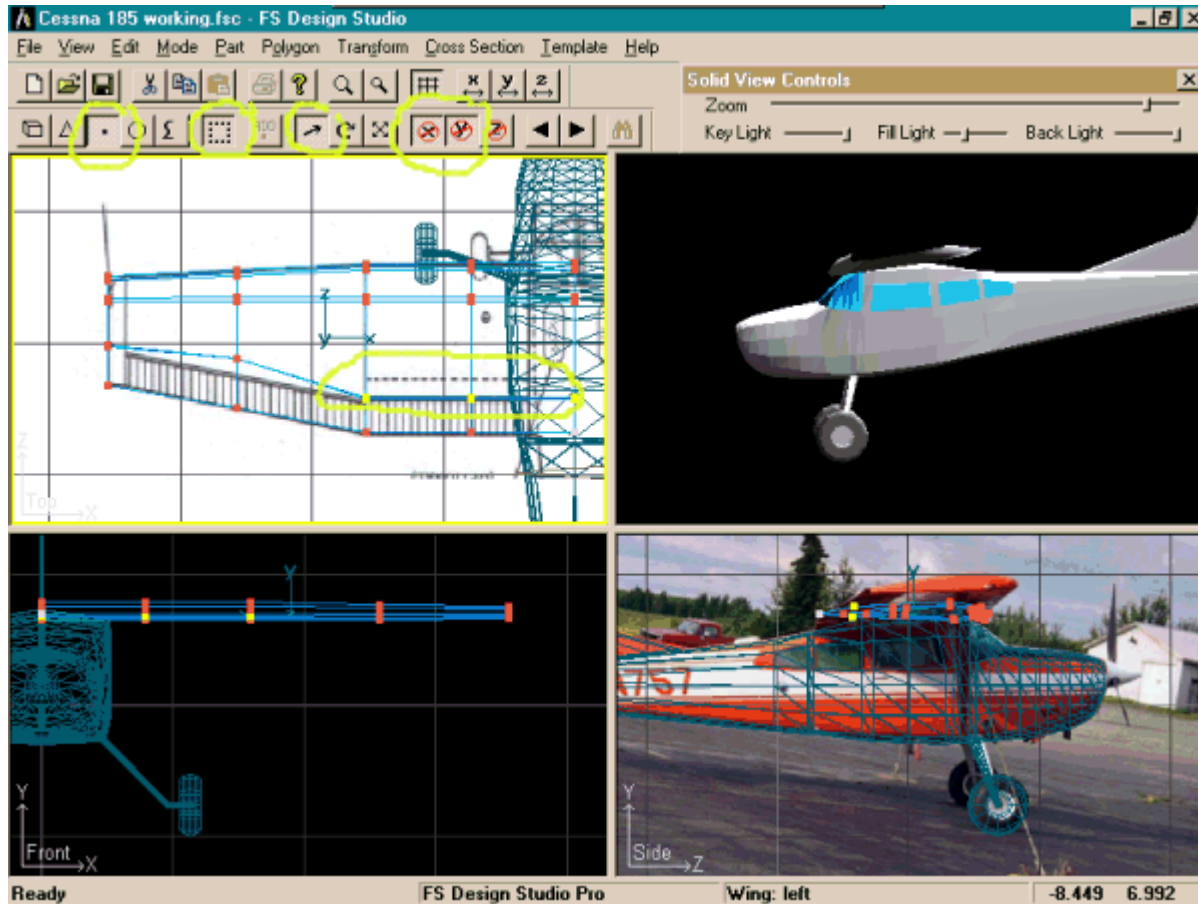 Cessna 185 working.fsc - FS Design Studio
File View Edit Mode Part Polygon Transform Cross Section Template Help
x y z
Solid View Controls
Zoom
Key Light Fill Light Back Light
ADD
X Y Z
z
y x
Z
Top X
Y
Y
Front X
Y
757
Y
Side Z
Ready FS Design Studio Pro Wing: left -8.449 6.992